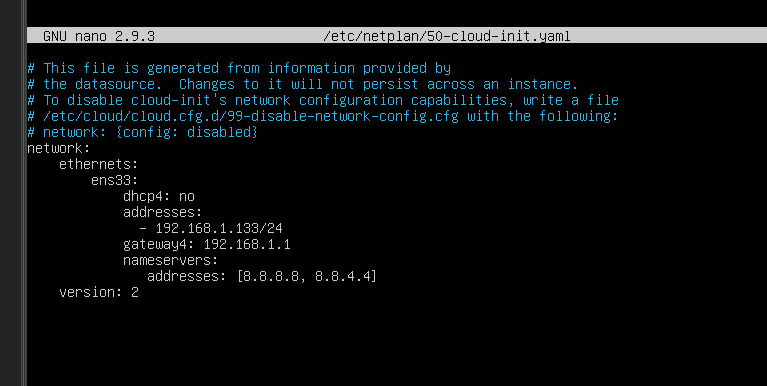 GNU nano 2.9.3 /etc/netplan/50-cloud-init.yaml
# This file is generated from information provided by
# the datasource.  Changes to it will not persist across an instance.
# To disable cloud-init's network configuration capabilities, write a file
# /etc/cloud/cloud.cfg.d/99-disable-network-config.cfg with the following:
# network: {config: disabled}
network:
    ethernets:
        ens33:
            dhcp4: no
            addresses:
              - 192.168.1.133/24
            gateway4: 192.168.1.1
            nameservers:
               addresses: [8.8.8.8, 8.8.4.4]
    version: 2